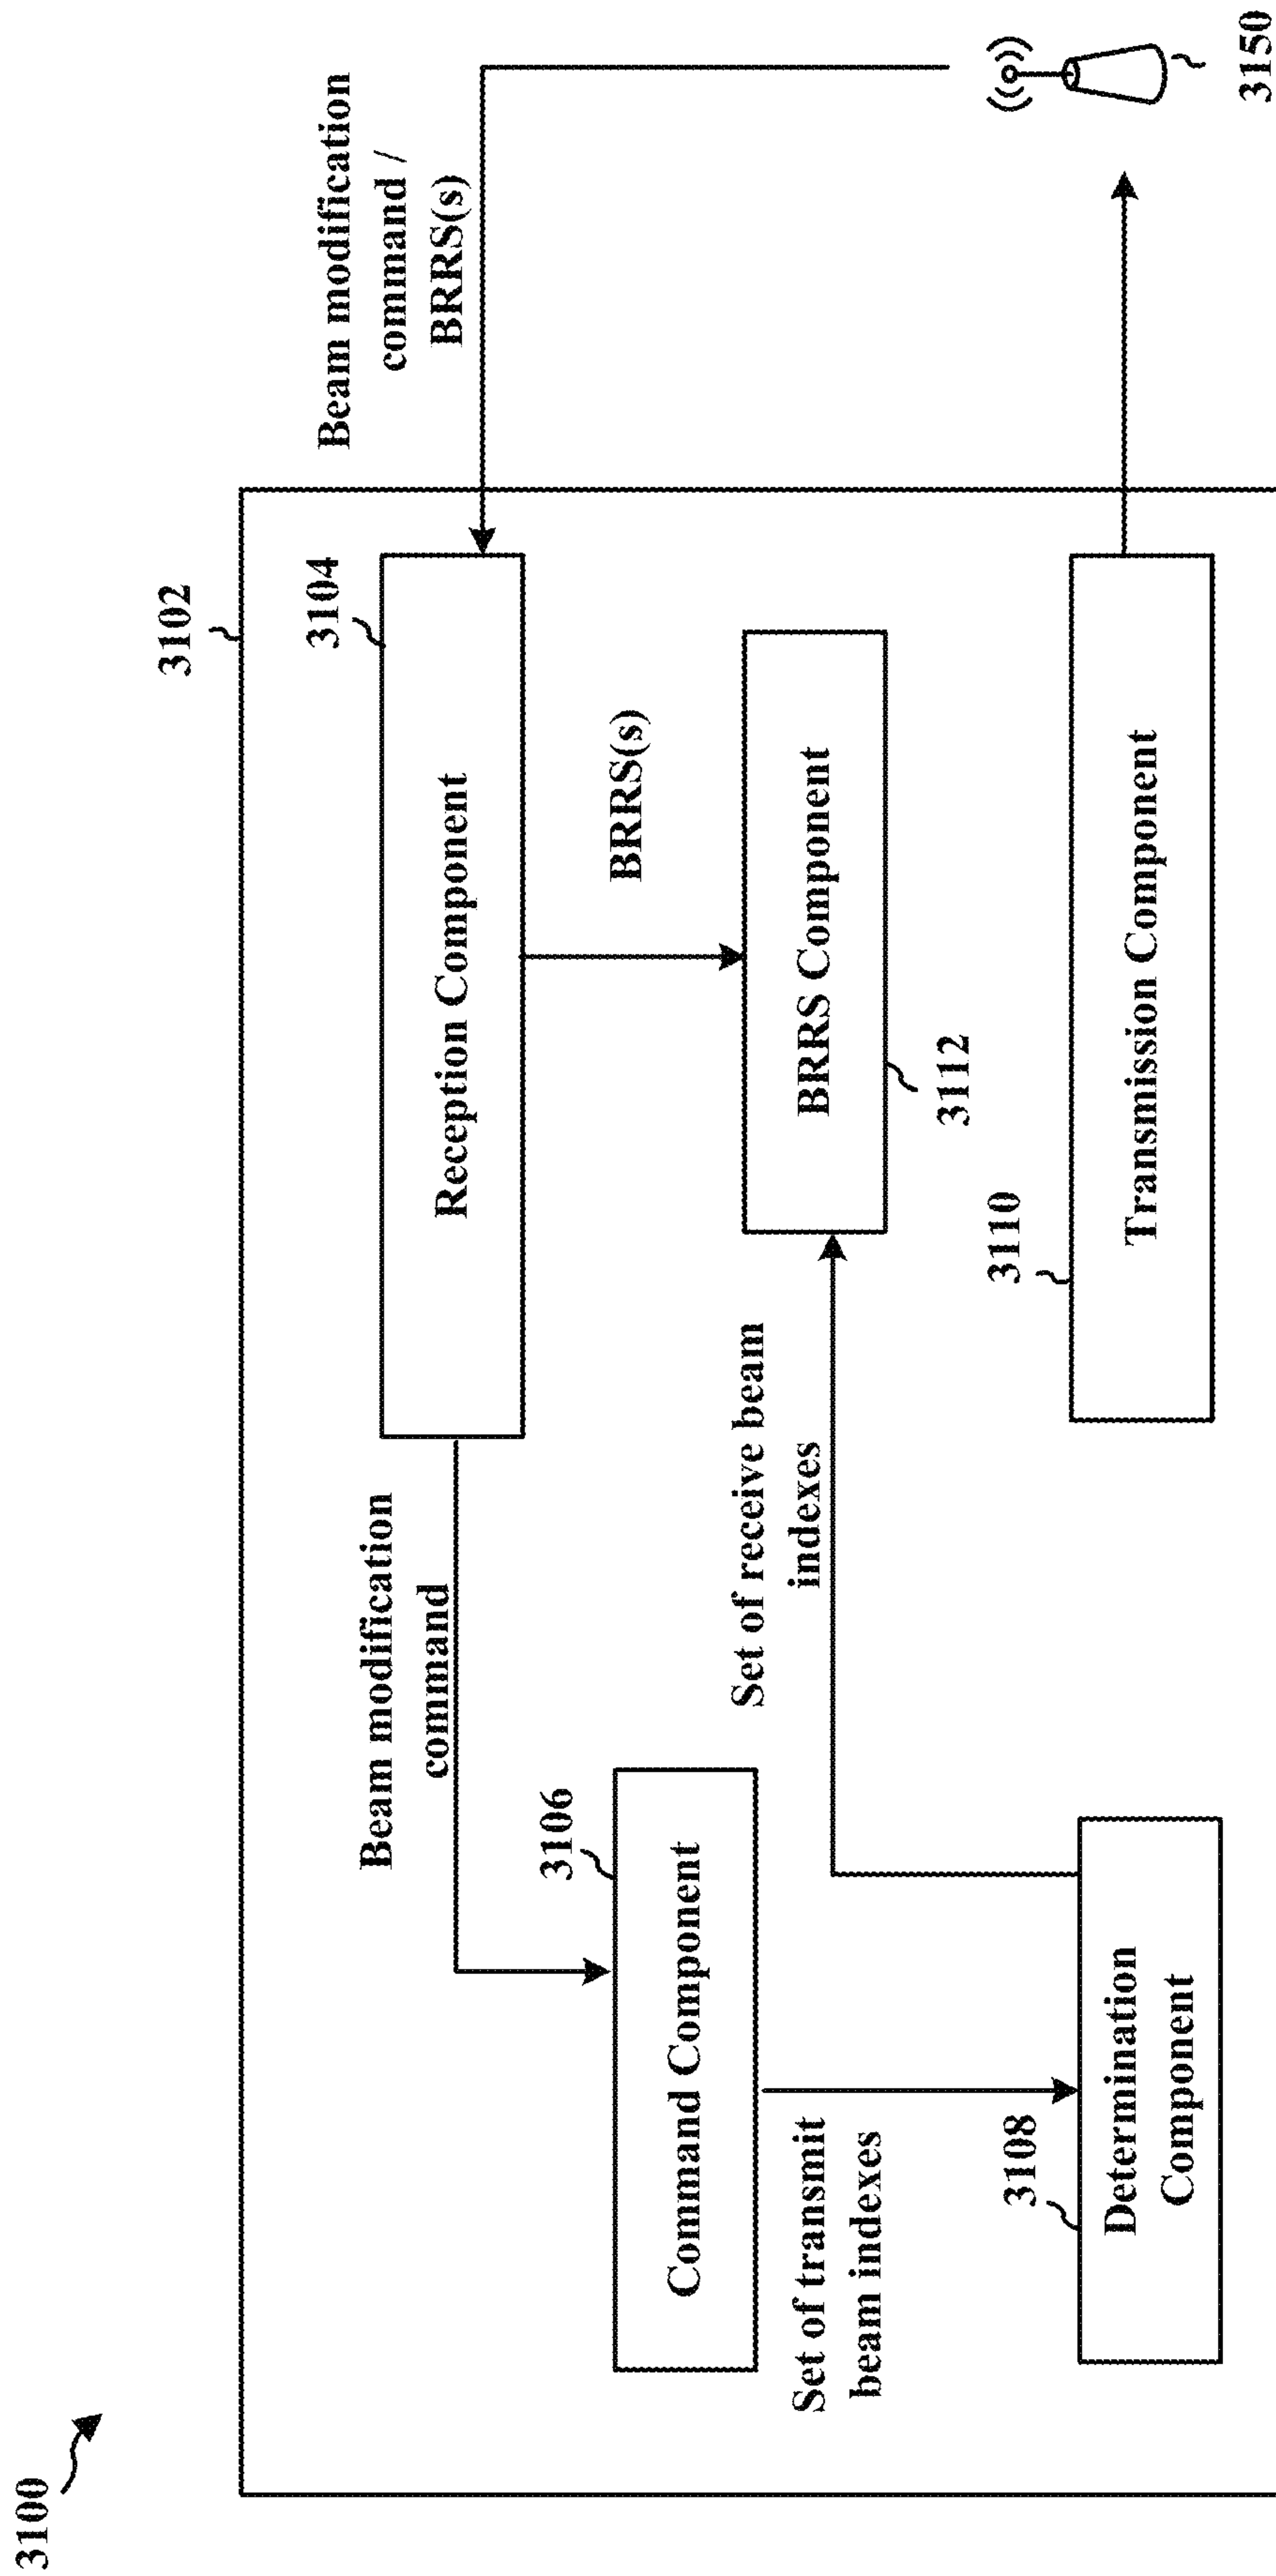 3100
3102
Beam modification
command /
BRRS(s)
3104
Reception Component
Beam modification
command
BRRS(s)
3106
Command Component
Set of receive beam
indexes
BRRS Component
3112
Set of transmit
beam indexes
3108
Determination
Component
3110
Transmission Component
3150